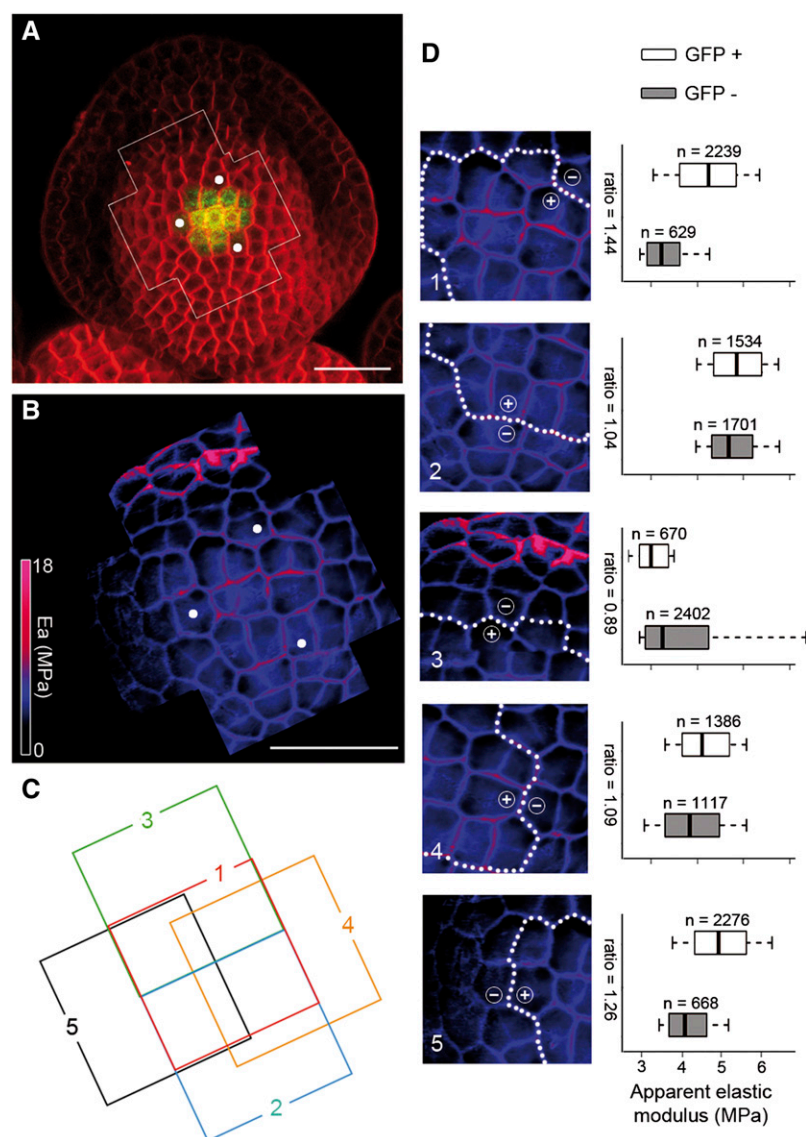 A
B
18
Ea (MPa)
0
C
3
1
4
5
2
D
GFP +
GFP -
1
+
−
ratio = 1.44
n = 2239
n = 629
2
+
−
ratio = 1.04
n = 1534
n = 1701
3
−
+
ratio = 0.89
n = 670
n = 2402
4
+
−
ratio = 1.09
n = 1386
n = 1117
5
−
+
ratio = 1.26
n = 2276
n = 668
3 4 5 6
Apparent elastic
modulus (MPa)